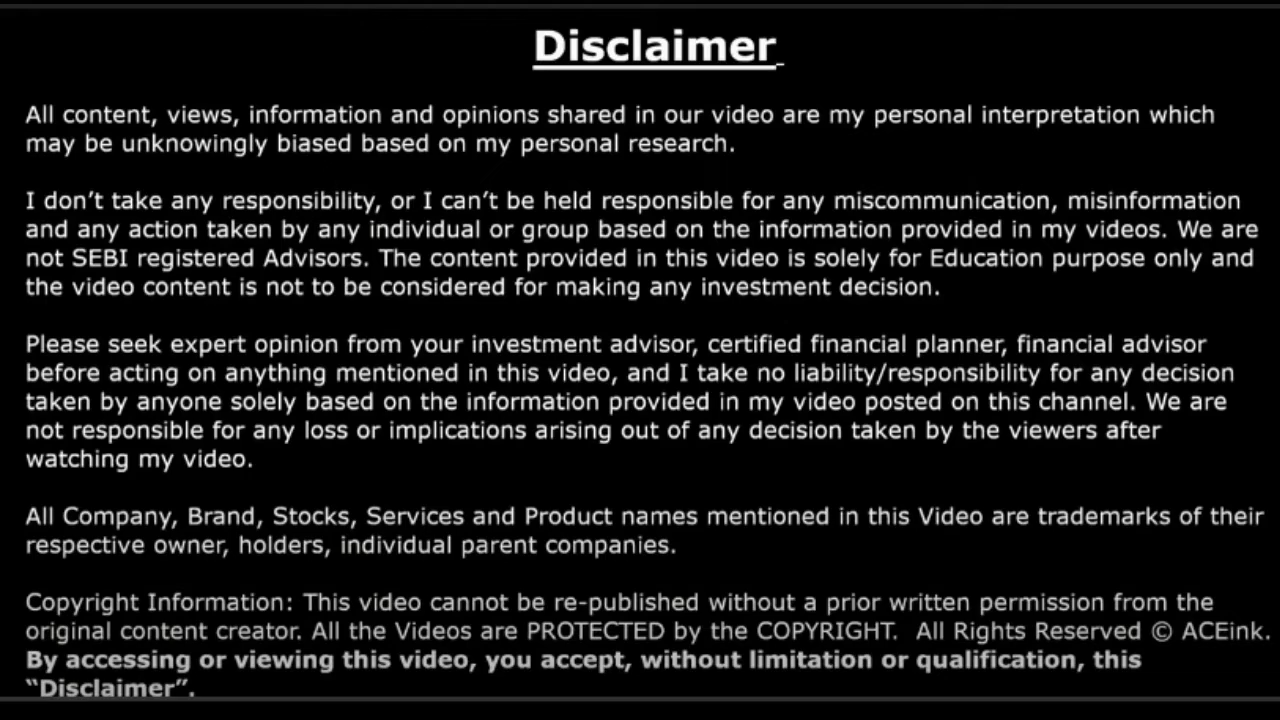 Disclaimer
All content, views, information and opinions shared in our video are my personal interpretation which
may be unknowingly biased based on my personal research.
I don’t take any responsibility, or I can’t be held responsible for any miscommunication, misinformation
and any action taken by any individual or group based on the information provided in my videos. We are
not SEBI registered Advisors. The content provided in this video is solely for Education purpose only and
the video content is not to be considered for making any investment decision.
Please seek expert opinion from your investment advisor, certified financial planner, financial advisor
before acting on anything mentioned in this video, and I take no liability/responsibility for any decision
taken by anyone solely based on the information provided in my video posted on this channel. We are
not responsible for any loss or implications arising out of any decision taken by the viewers after
watching my video.
All Company, Brand, Stocks, Services and Product names mentioned in this Video are trademarks of their
respective owner, holders, individual parent companies.
Copyright Information: This video cannot be re-published without a prior written permission from the
original content creator. All the Videos are PROTECTED by the COPYRIGHT.  All Rights Reserved © ACEink.
By accessing or viewing this video, you accept, without limitation or qualification, this
“Disclaimer”.